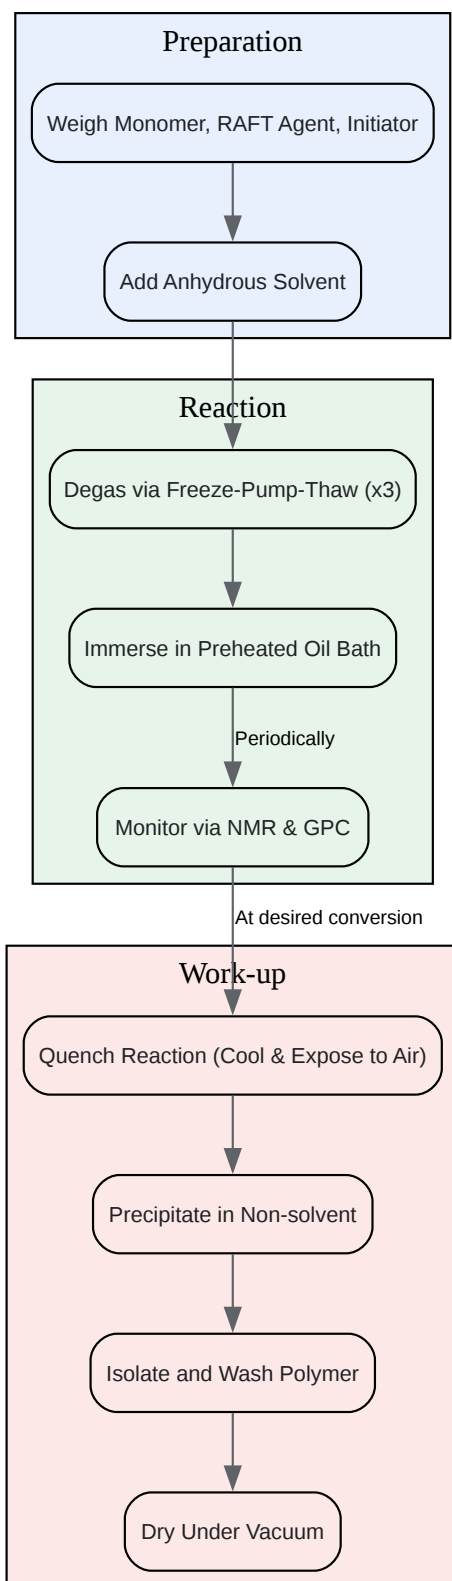 Preparation
Weigh Monomer, RAFT Agent, Initiator
Add Anhydrous Solvent
Reaction
Degas via Freeze-Pump-Thaw (x3)
Immerse in Preheated Oil Bath
Periodically
Monitor via NMR & GPC
At desired conversion
Work-up
Quench Reaction (Cool & Expose to Air)
Precipitate in Non-solvent
Isolate and Wash Polymer
Dry Under Vacuum